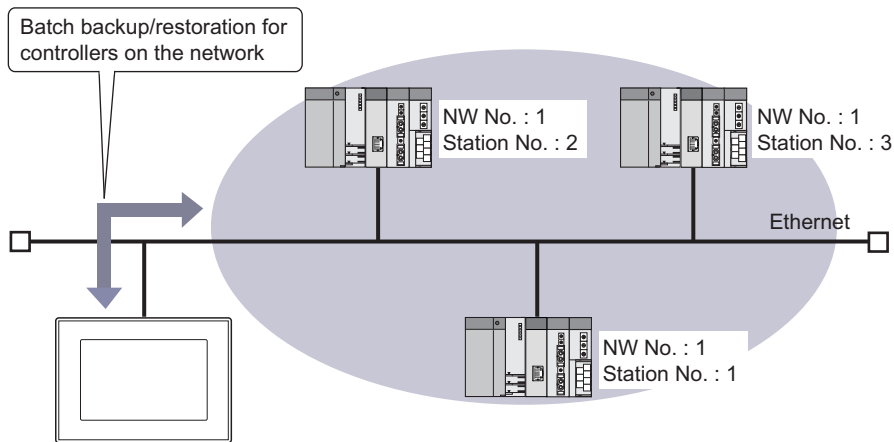 Batch backup/restoration for
controllers on the network
NW No. : 1
Station No. : 2
NW No. : 1
Station No. : 3
Ethernet
NW No. : 1
Station No. : 1